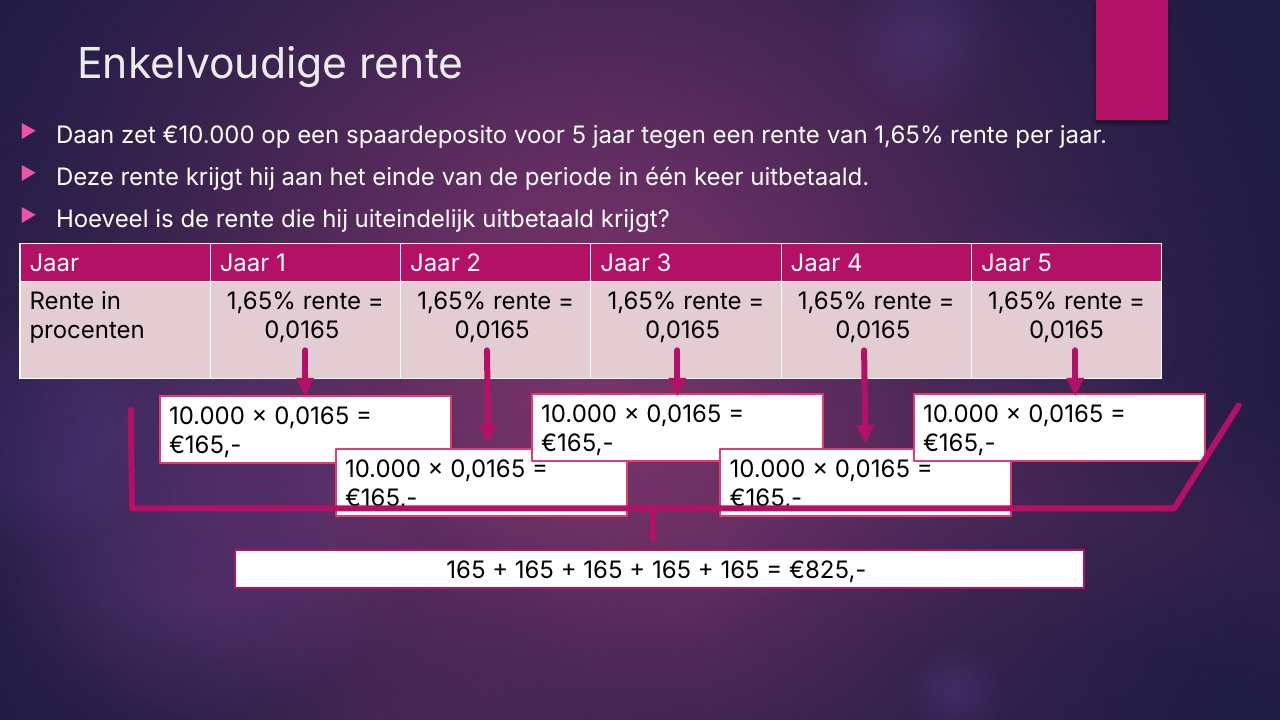 Enkelvoudige rente
Daan zet €10.000 op een spaardeposito voor 5 jaar tegen een rente van 1,65% rente per jaar.
Deze rente krijgt hij aan het einde van de periode in één keer uitbetaald.
Hoeveel is de rente die hij uiteindelijk uitbetaald krijgt?
Jaar Jaar 1 Jaar 2 Jaar 3 Jaar 4 Jaar 5
Rente in 1,65% rente = 1,65% rente = 1,65% rente = 1,65% rente = 1,65% rente =
procenten 0,0165 0,0165 0,0165 0,0165 0,0165
10.000 × 0,0165 =
€165,-
10.000 × 0,0165 =
€165,-
10.000 × 0,0165 =
€165,-
10.000 × 0,0165 =
€165,-
10.000 × 0,0165 =
€165,-
165 + 165 + 165 + 165 + 165 = €825,-